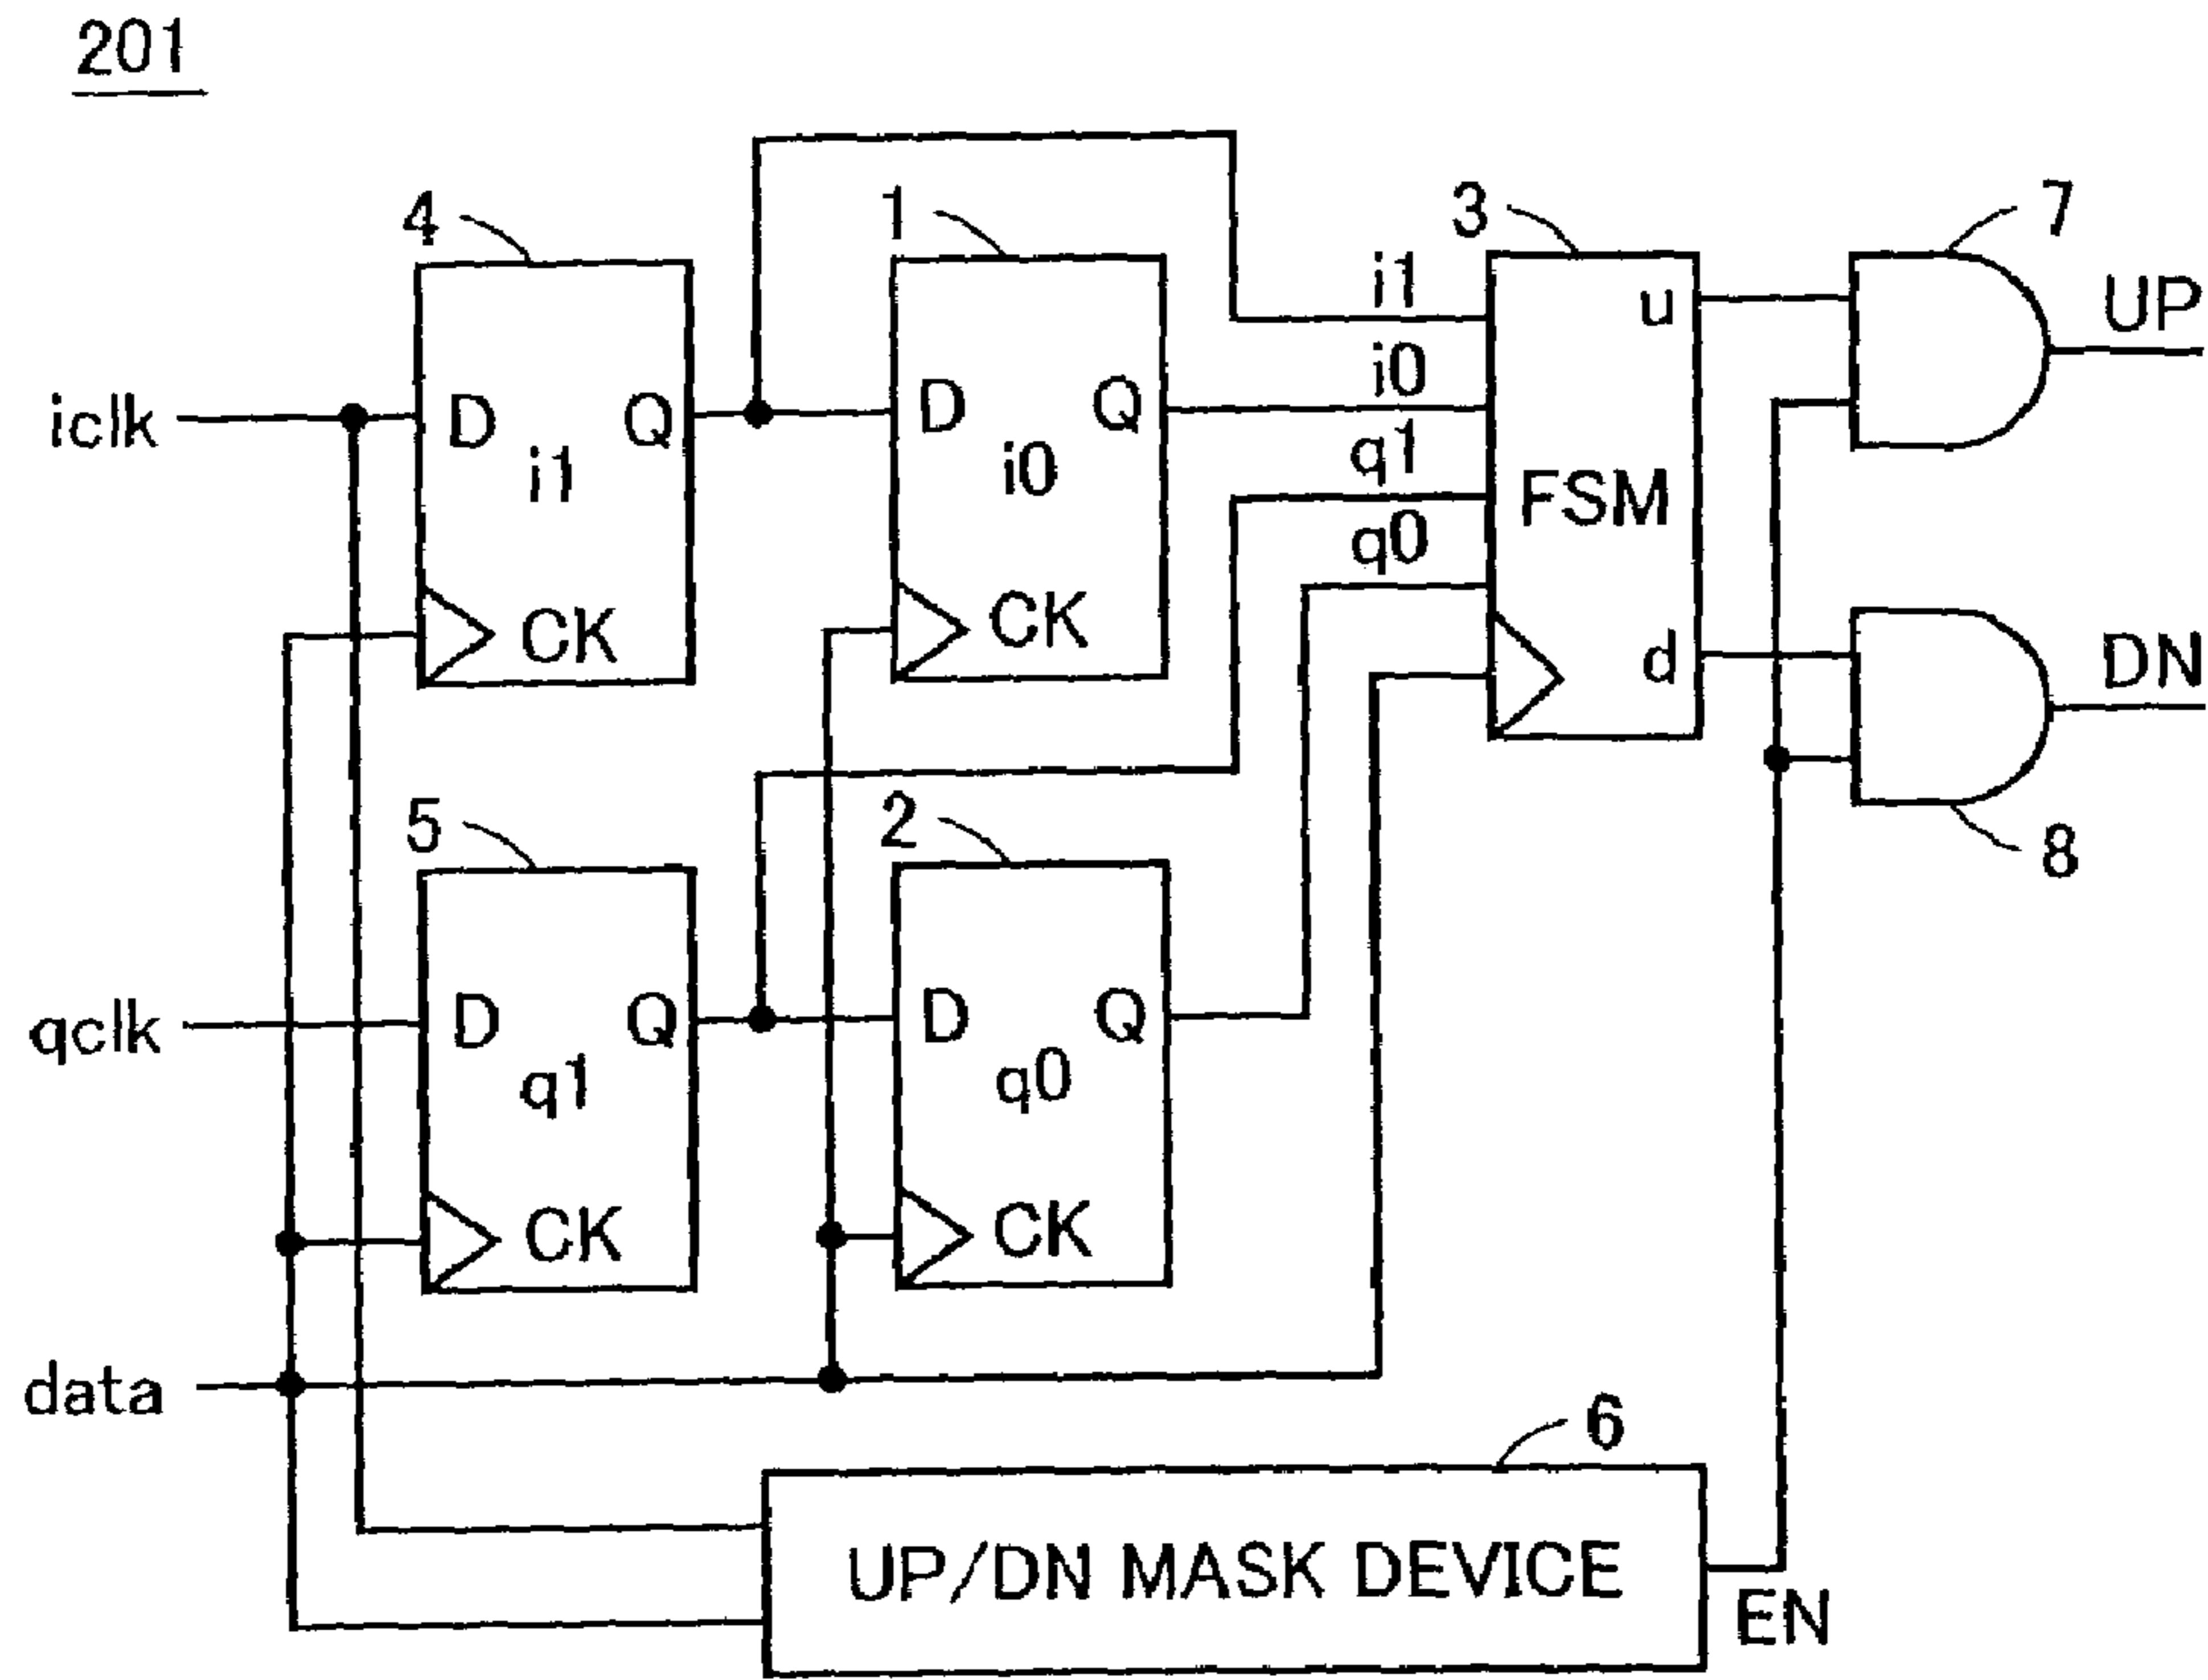 201
4
1
3
7
i1
u
UP
i0
iclk
D
Q
i1
D
Q
i0
q1
FSM
q0
CK
CK
d
DN
5
2
8
qclk
D
Q
q1
D
Q
q0
CK
CK
data
6
UP/DN MASK DEVICE
EN